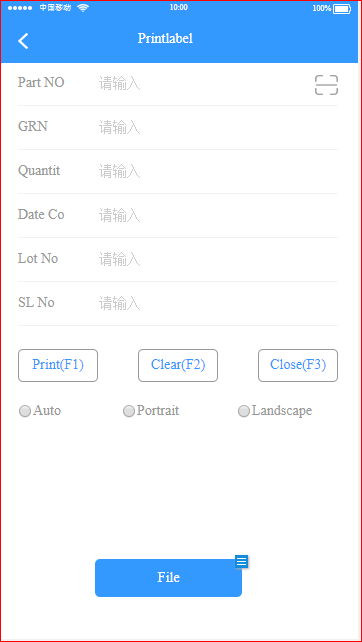 中国移动 10:00 100%
Printlabel
Part NO 请输入
GRN 请输入
Quantit 请输入
Date Co 请输入
Lot No 请输入
SL No 请输入
Print(F1) Clear(F2) Close(F3)
Auto Portrait Landscape
File